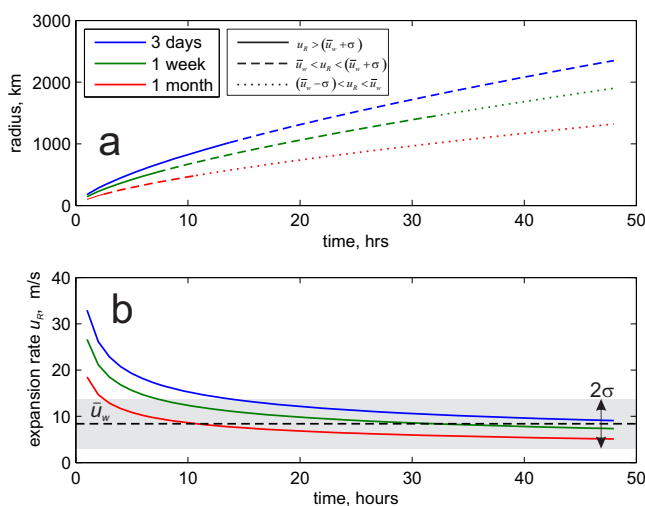 3000
2000
1000
0
radius, km
3 days
1 week
1 month
u_R > (ū_w + σ)
ū_w < u_R < (ū_w + σ)
(ū_w − σ) < u_R < ū_w
a
0 10 20 30 40 50
time, hrs
40
30
20
10
0
expansion rate u_R, m/s
b
ū_w
2σ
0 10 20 30 40 50
time, hours